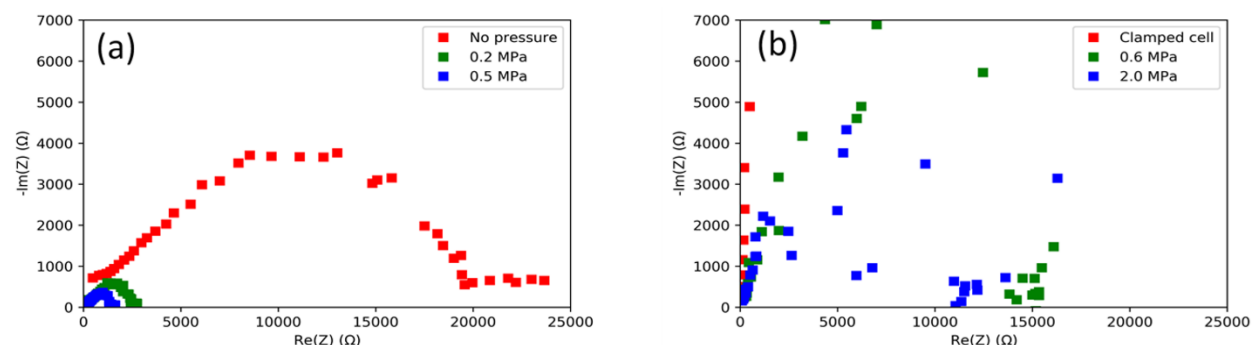 (a)
No pressure
0.2 MPa
0.5 MPa
7000
6000
5000
4000
3000
2000
1000
0
-Im(Z) (Ω)
0 5000 10000 15000 20000 25000
Re(Z) (Ω)
(b)
Clamped cell
0.6 MPa
2.0 MPa
7000
6000
5000
4000
3000
2000
1000
0
-Im(Z) (Ω)
0 5000 10000 15000 20000 25000
Re(Z) (Ω)